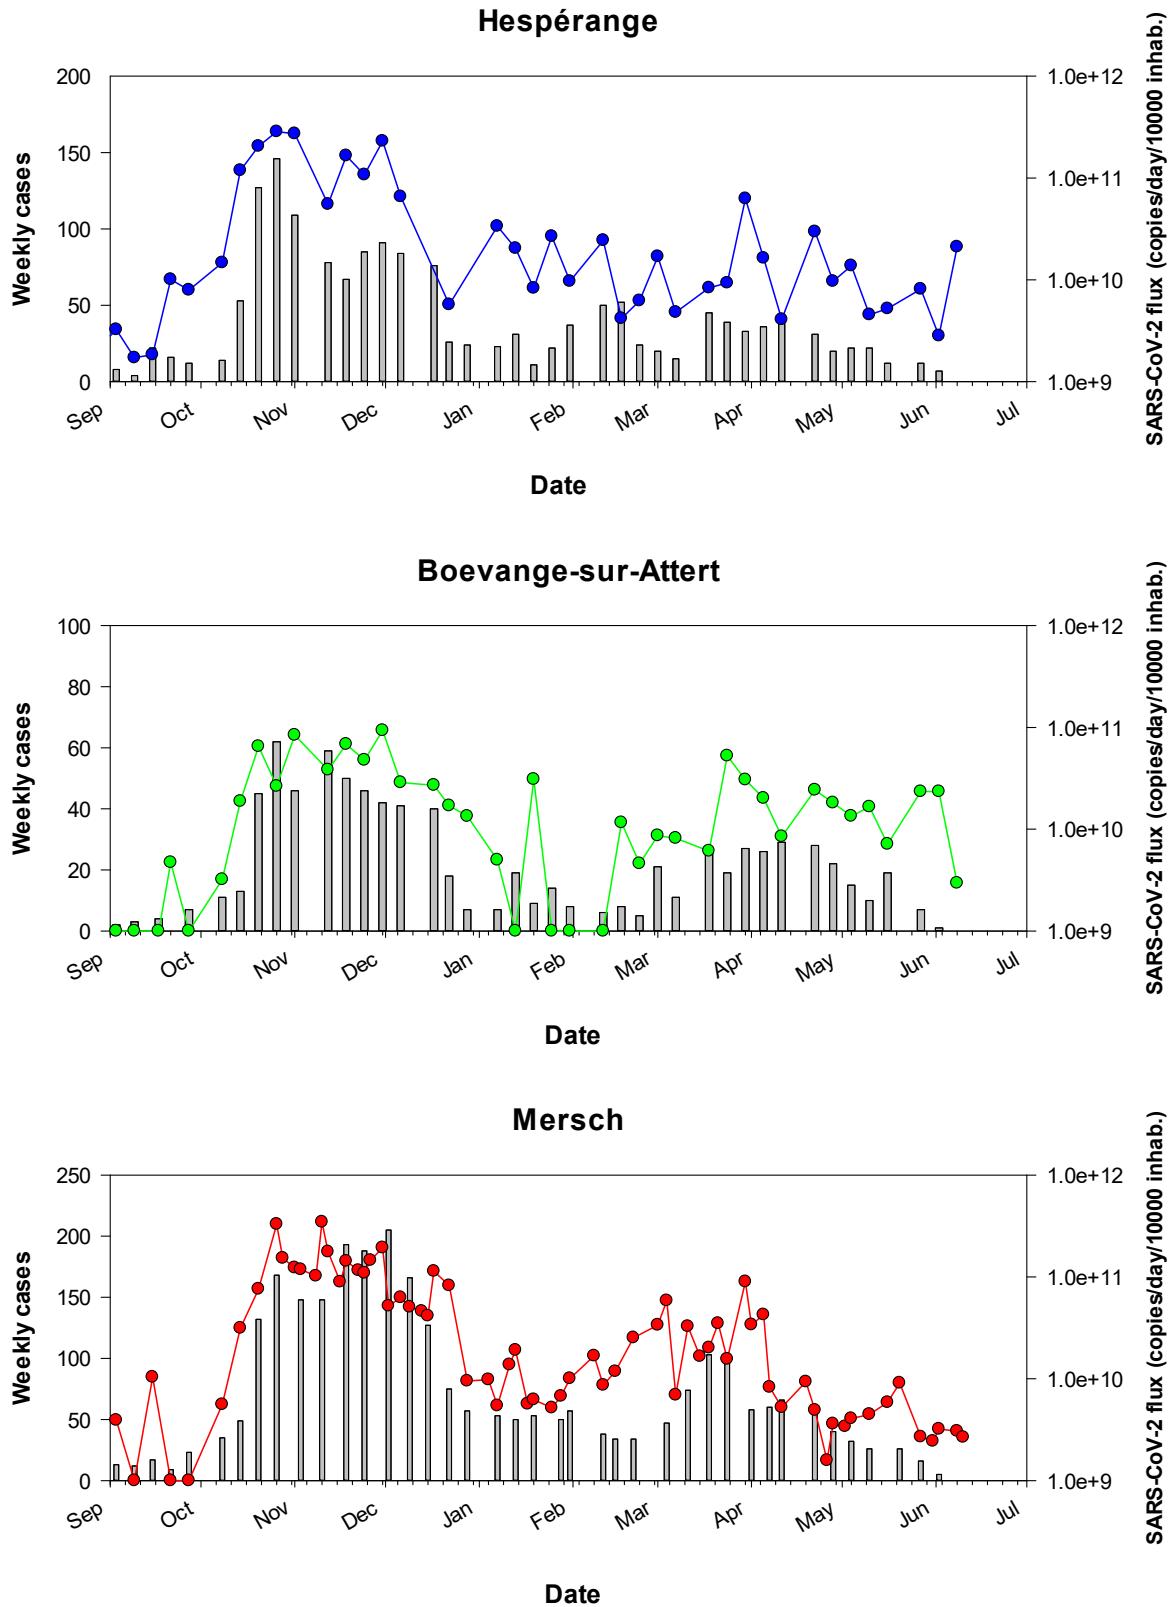 Hespérange
Weekly cases
200
150
100
50
0
1.0e+12
1.0e+11
1.0e+10
1.0e+9
SARS-CoV-2 flux (copies/day/10000 inhab.)
Sep Oct Nov Dec Jan Feb Mar Apr May Jun Jul
Date
Boevange-sur-Attert
Weekly cases
100
80
60
40
20
0
1.0e+12
1.0e+11
1.0e+10
1.0e+9
SARS-CoV-2 flux (copies/day/10000 inhab.)
Sep Oct Nov Dec Jan Feb Mar Apr May Jun Jul
Date
Mersch
Weekly cases
250
200
150
100
50
0
1.0e+12
1.0e+11
1.0e+10
1.0e+9
SARS-CoV-2 flux (copies/day/10000 inhab.)
Sep Oct Nov Dec Jan Feb Mar Apr May Jun Jul
Date